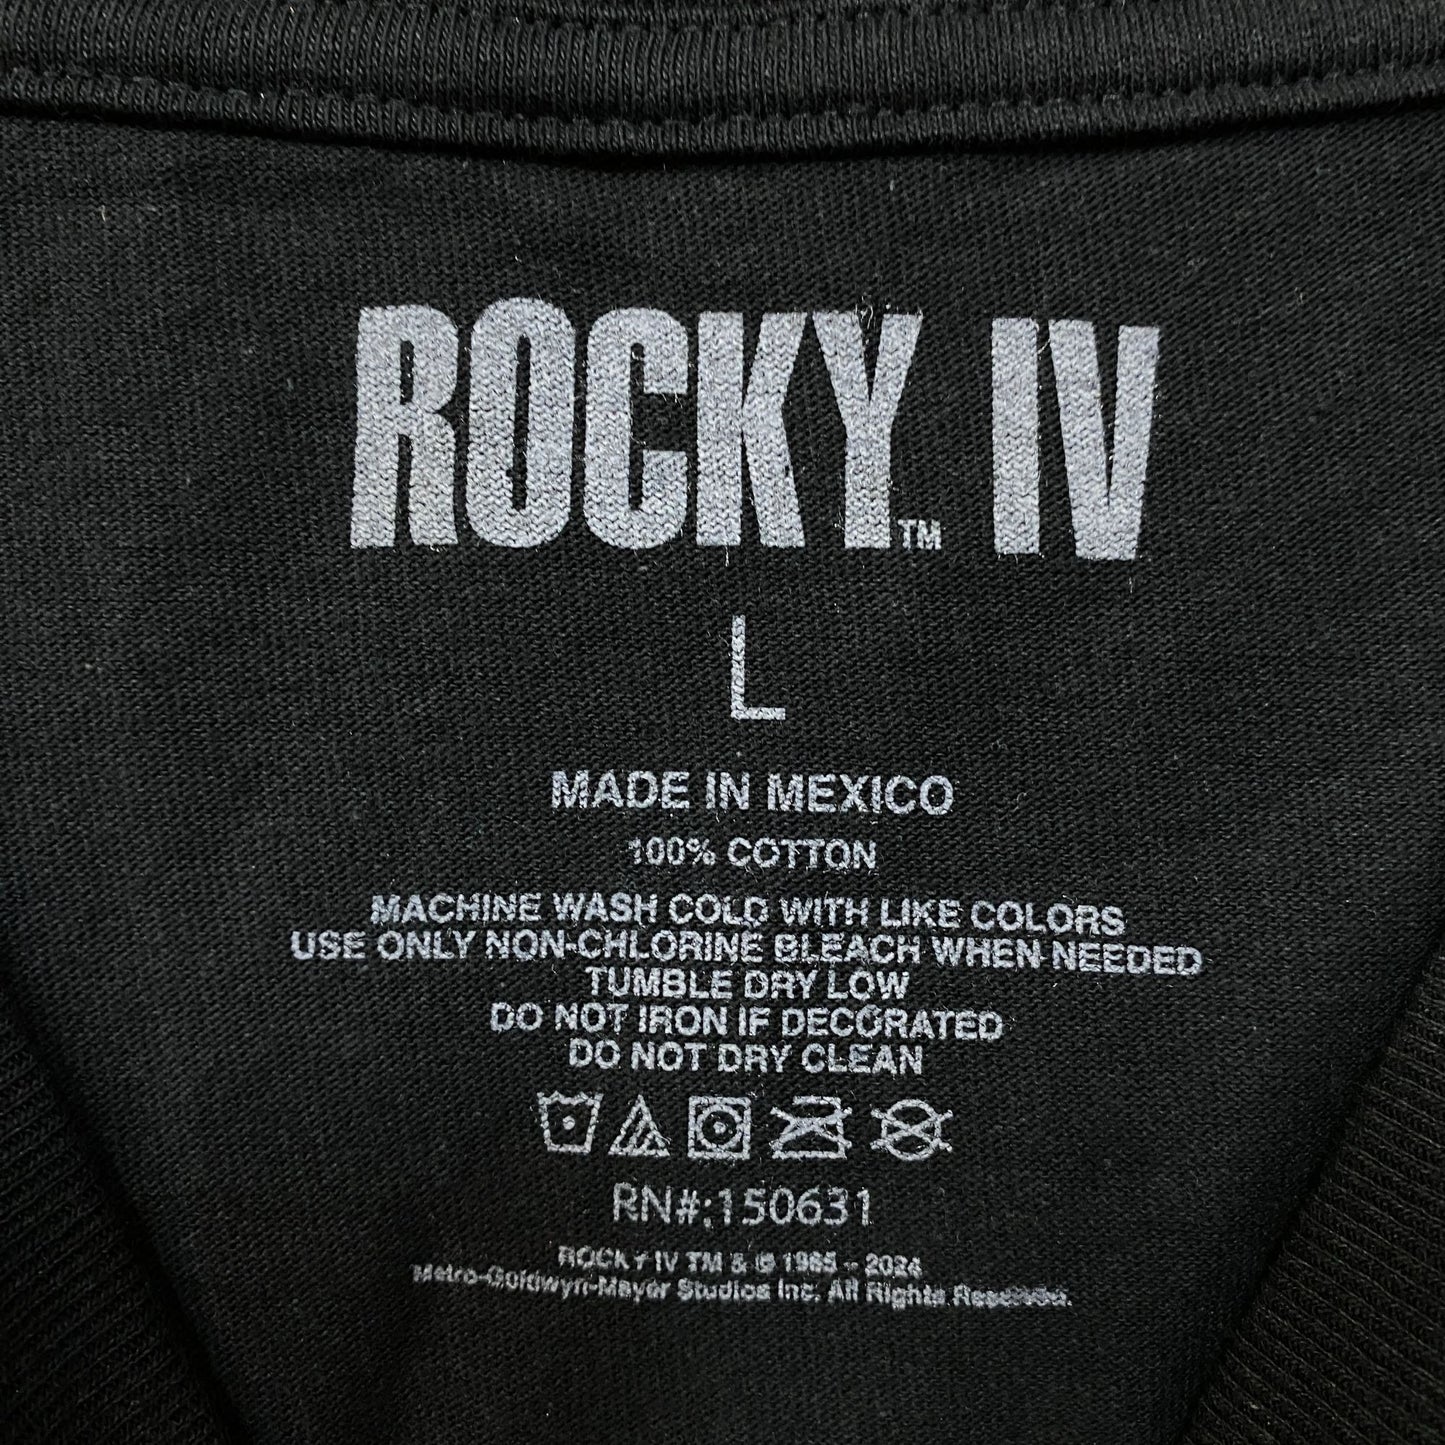 ROCKY™ IV
L
MADE IN MEXICO
100% COTTON
MACHINE WASH COLD WITH LIKE COLORS
USE ONLY NON-CHLORINE BLEACH WHEN NEEDED
TUMBLE DRY LOW
DO NOT IRON IF DECORATED
DO NOT DRY CLEAN
RN#:150631
ROCKY IV TM & © 1985 - 2024
Metro-Goldwyn-Mayer Studios Inc. All Rights Reserved.